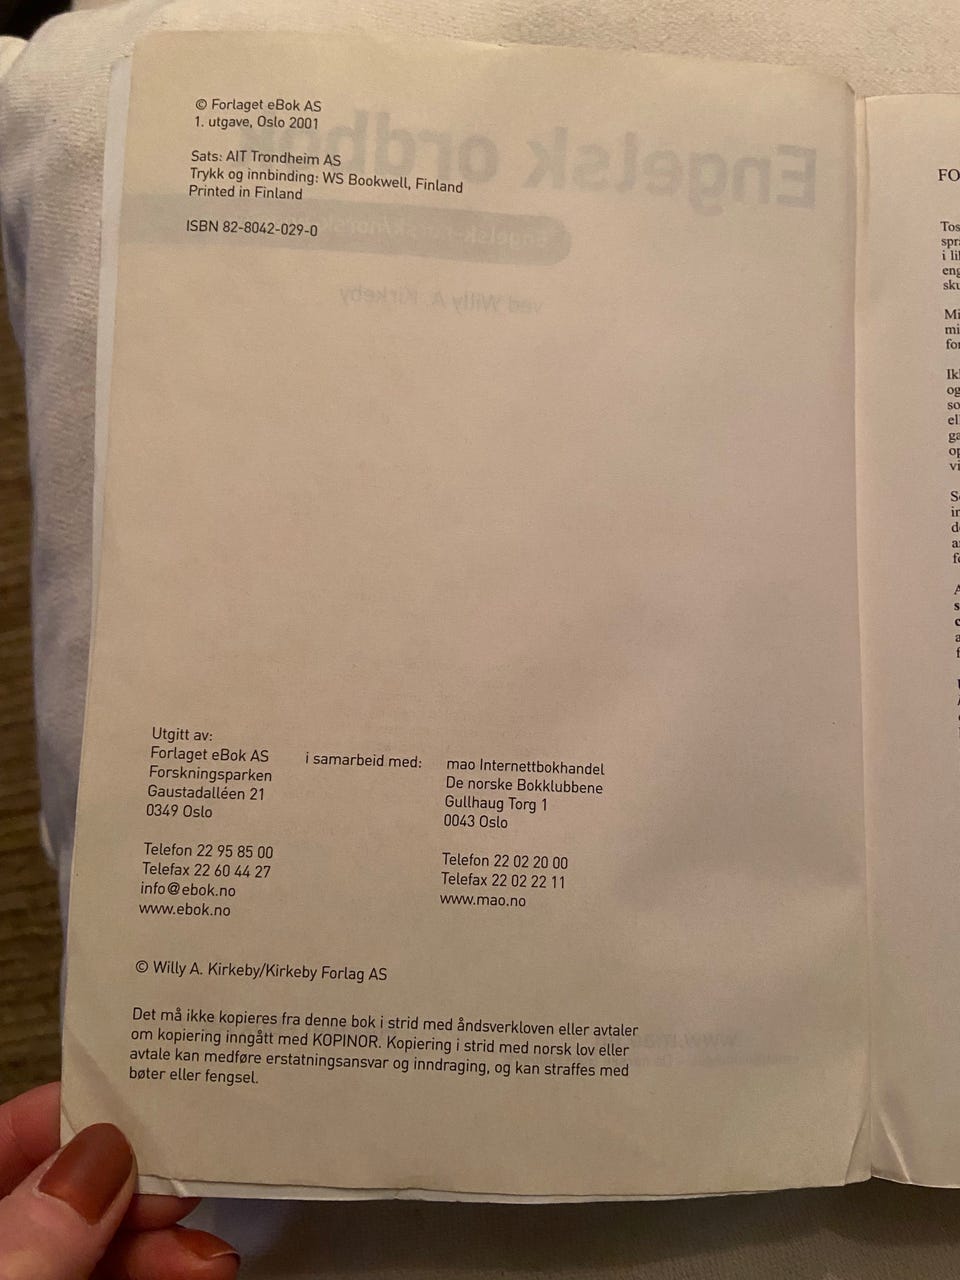 © Forlaget eBok AS
1. utgave, Oslo 2001
Sats: AIT Trondheim AS
Trykk og innbinding: WS Bookwell, Finland
Printed in Finland
ISBN 82-8042-029-0
Engelsk ordbok
ved Willy A. Kirkeby
Utgitt av:
Forlaget eBok AS
Forskningsparken
Gaustadalléen 21
0349 Oslo
Telefon 22 95 85 00
Telefax 22 60 44 27
info@ebok.no
www.ebok.no
i samarbeid med:
mao Internettbokhandel
De norske Bokklubbene
Gullhaug Torg 1
0043 Oslo
Telefon 22 02 20 00
Telefax 22 02 22 11
www.mao.no
© Willy A. Kirkeby/Kirkeby Forlag AS
Det må ikke kopieres fra denne bok i strid med åndsverkloven eller avtaler
om kopiering inngått med KOPINOR. Kopiering i strid med norsk lov eller
avtale kan medføre erstatningsansvar og inndraging, og kan straffes med
bøter eller fengsel.